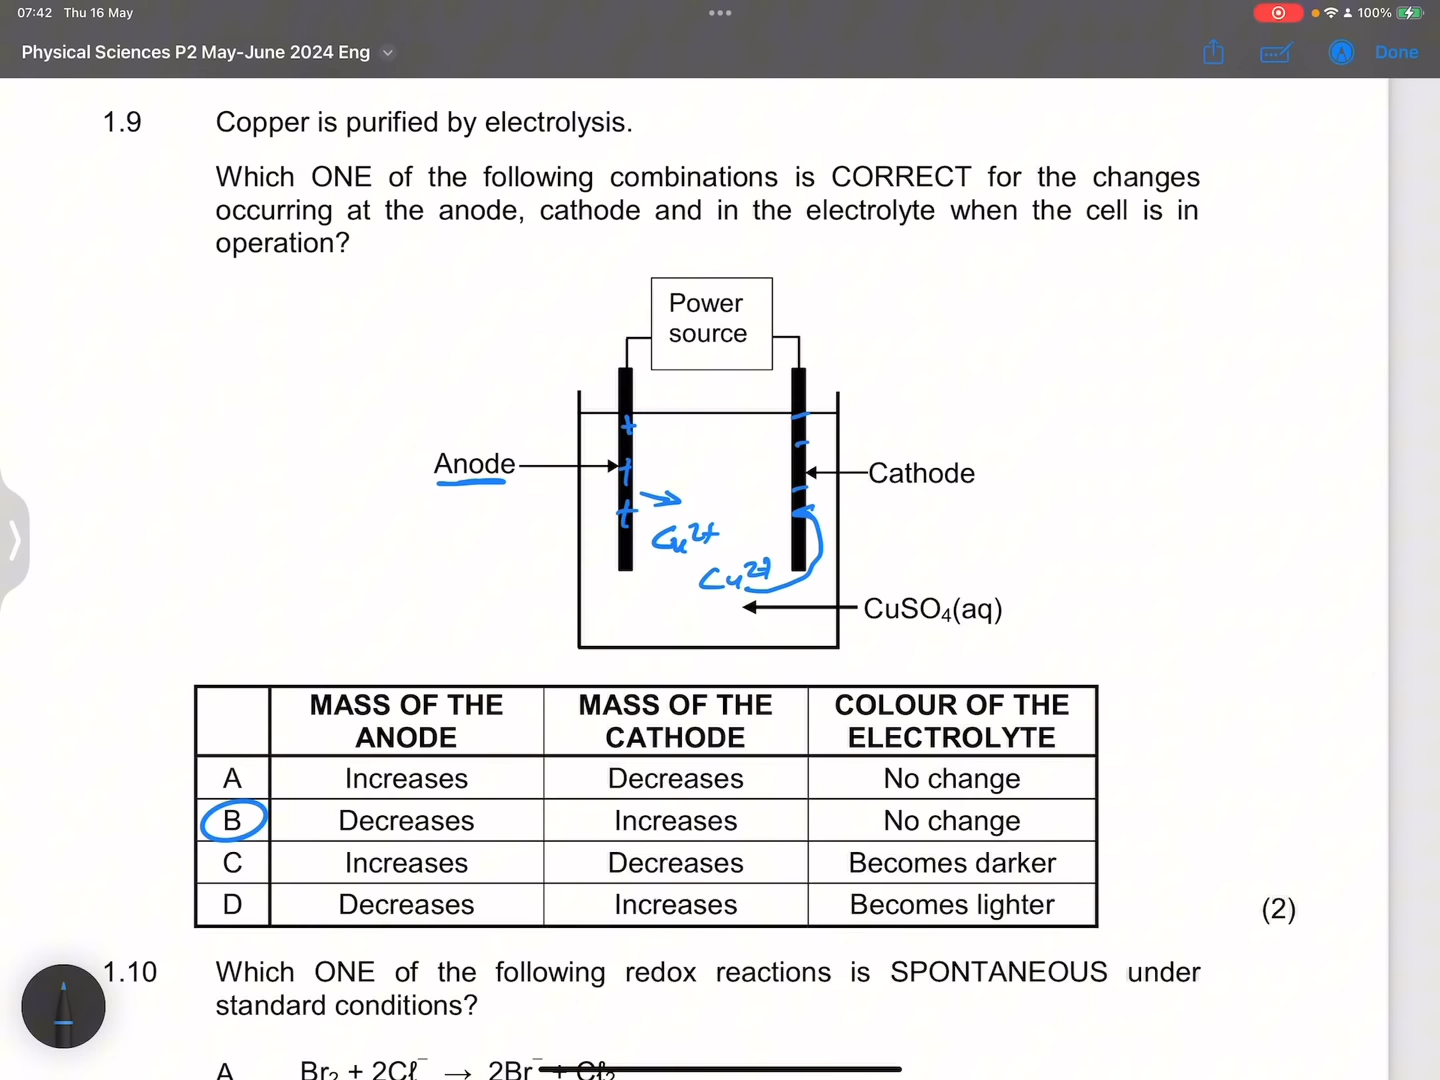 07:42 Thu 16 May
100%
Physical Sciences P2 May-June 2024 Eng
Done
1.9 Copper is purified by electrolysis.
Which ONE of the following combinations is CORRECT for the changes
occurring at the anode, cathode and in the electrolyte when the cell is in
operation?
Power
source
+
+
+
-
-
-
Anode
Cathode
Cu²⁺
Cu²⁺
CuSO₄(aq)
MASS OF THE ANODE MASS OF THE CATHODE COLOUR OF THE ELECTROLYTE
A Increases Decreases No change
B Decreases Increases No change
C Increases Decreases Becomes darker
D Decreases Increases Becomes lighter
(2)
1.10 Which ONE of the following redox reactions is SPONTANEOUS under
standard conditions?
A Br₂ + 2Cℓ⁻ → 2Br⁻ + Cℓ₂